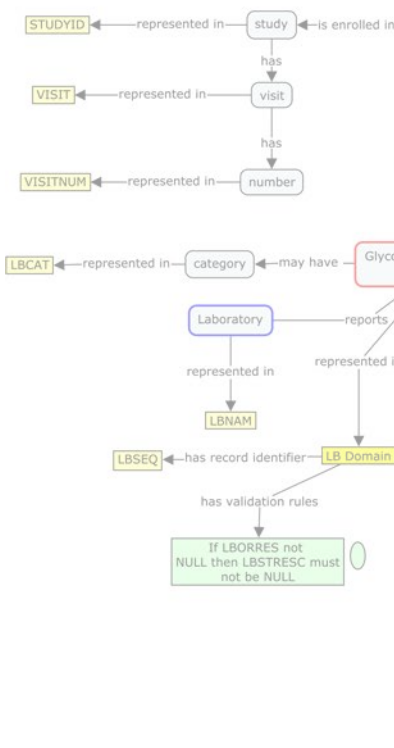 STUDYID represented in study is enrolled in
has
VISIT represented in visit
has
VISITNUM represented in number
LBCAT represented in category may have Glyco
Laboratory reports
represented in represented i
LBNAM
LBSEQ has record identifier LB Domain
has validation rules
If LBORRES not
NULL then LBSTRESC must
not be NULL